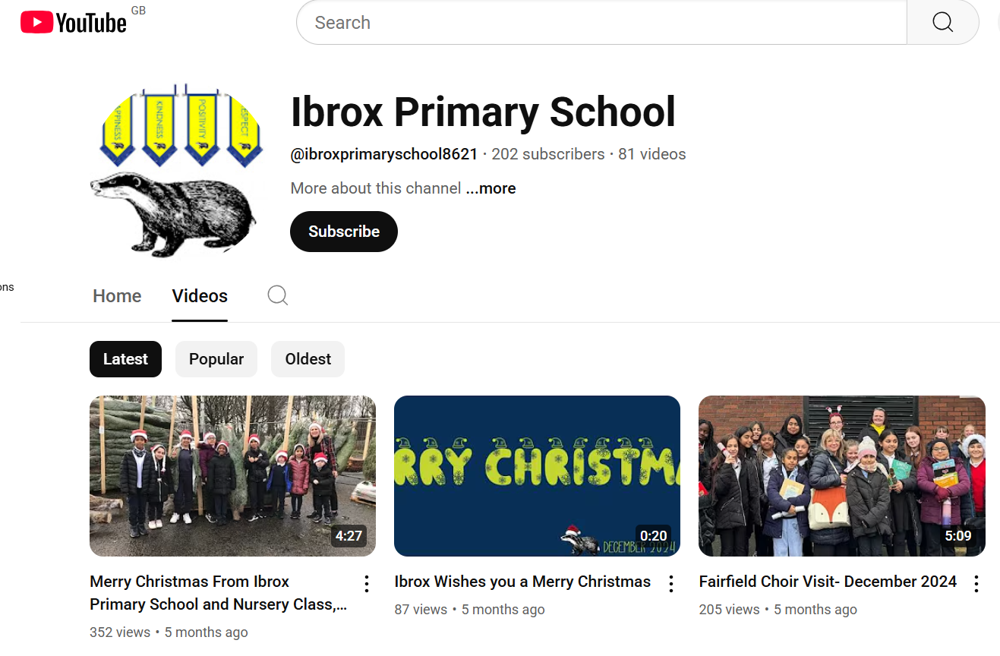 YouTube GB
Search
APPINESS KINDNESS POSITIVITY ESPECT
Ibrox Primary School
@ibroxprimaryschool8621 · 202 subscribers · 81 videos
More about this channel ...more
Subscribe
ons
Home Videos
Latest Popular Oldest
RRY CHRISTMA
4:27
0:20
DECEMBER 2024
5:09
Merry Christmas From Ibrox
Primary School and Nursery Class,...
352 views • 5 months ago
Ibrox Wishes you a Merry Christmas
87 views • 5 months ago
Fairfield Choir Visit- December 2024
205 views • 5 months ago